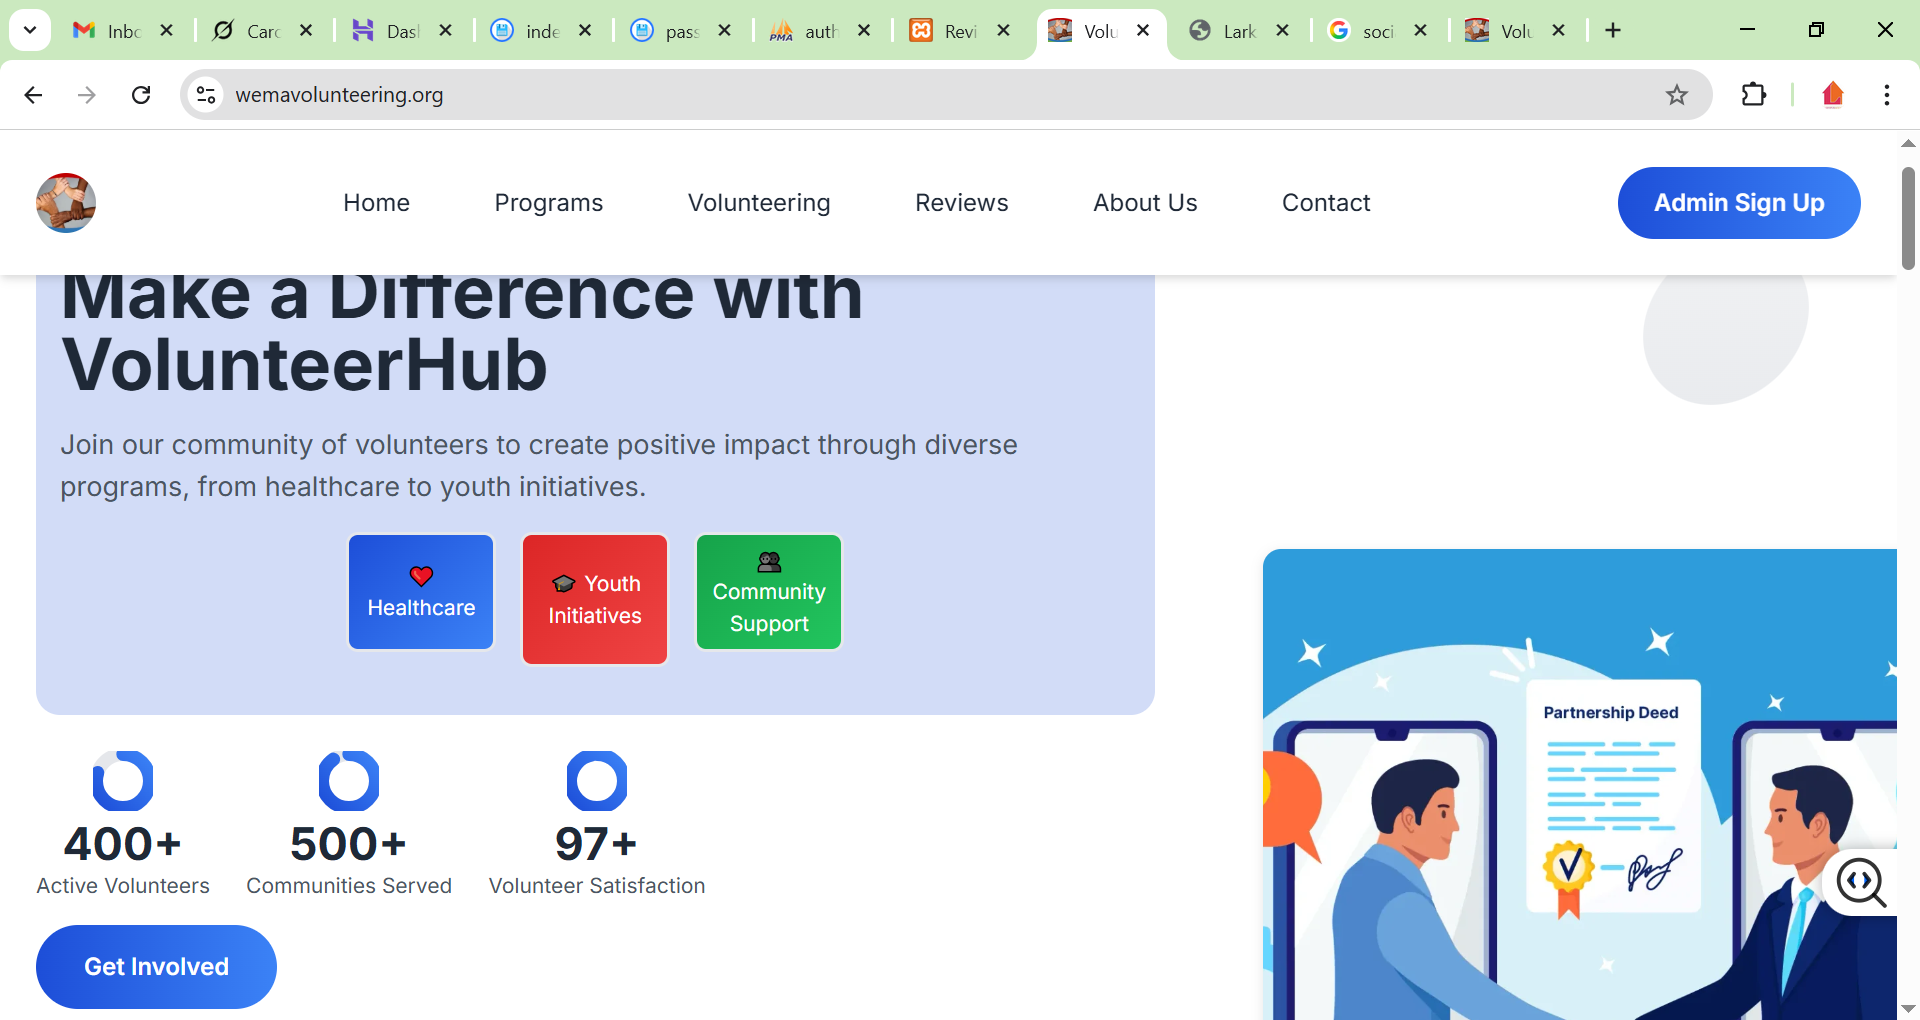 Inbo
Card
Das
inde
pass
PMA
auth
Revi
Volu
Lark
soci
Volu
wemavolunteering.org
Home
Programs
Volunteering
Reviews
About Us
Contact
Admin Sign Up
Make a Difference with
VolunteerHub
Join our community of volunteers to create positive impact through diverse
programs, from healthcare to youth initiatives.
Healthcare
Youth
Initiatives
Community
Support
Partnership Deed
400+
500+
97+
Active Volunteers
Communities Served
Volunteer Satisfaction
Get Involved